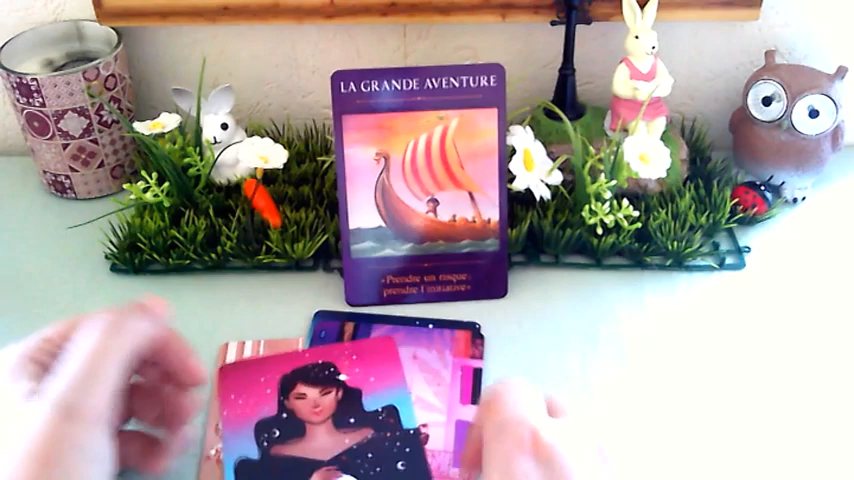 LA GRANDE AVENTURE
«Prendre un risque;
prendre l'initiative»